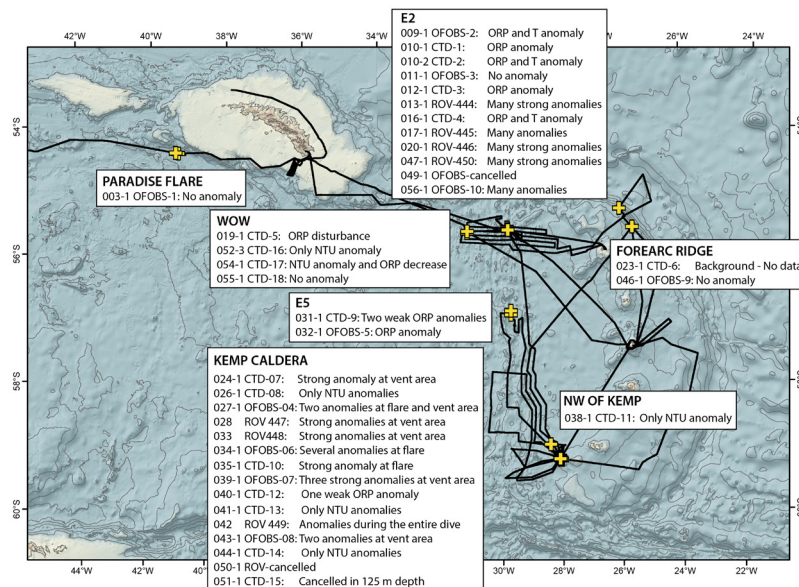 42°W
40°W
38°W
36°W
34°W
28°W
26°W
24°W
22°W
54°S
56°S
58°S
60°S
E2
009-1 OFOBS-2: ORP and T anomaly
010-1 CTD-1: ORP anomaly
010-2 CTD-2: ORP and T anomaly
011-1 OFOBS-3: No anomaly
012-1 CTD-3: ORP anomaly
013-1 ROV-444: Many strong anomalies
016-1 CTD-4: ORP and T anomaly
017-1 ROV-445: Many anomalies
020-1 ROV-446: Many strong anomalies
047-1 ROV-450: Many strong anomalies
049-1 OFOBS-cancelled
056-1 OFOBS-10: Many anomalies
PARADISE FLARE
003-1 OFOBS-1: No anomaly
WOW
019-1 CTD-5: ORP disturbance
052-3 CTD-16: Only NTU anomaly
054-1 CTD-17: NTU anomaly and ORP decrease
055-1 CTD-18: No anomaly
FOREARC RIDGE
023-1 CTD-6: Background - No data
046-1 OFOBS-9: No anomaly
E5
031-1 CTD-9: Two weak ORP anomalies
032-1 OFOBS-5: ORP anomaly
KEMP CALDERA
024-1 CTD-07: Strong anomaly at vent area
026-1 CTD-08: Only NTU anomalies
027-1 OFOBS-04: Two anomalies at flare and vent area
028 ROV 447: Strong anomalies at vent area
033 ROV448: Strong anomalies at vent area
034-1 OFOBS-06: Several anomalies at flare
035-1 CTD-10: Strong anomaly at flare
039-1 OFOBS-07: Three strong anomalies at vent area
040-1 CTD-12: One weak ORP anomaly
041-1 CTD-13: Only NTU anomalies
042 ROV 449: Anomalies during the entire dive
043-1 OFOBS-08: Two anomalies at vent area
044-1 CTD-14: Only NTU anomalies
050-1 ROV-cancelled
051-1 CTD-15: Cancelled in 125 m depth
NW OF KEMP
038-1 CTD-11: Only NTU anomaly
44°W
42°W
40°
30°W
28°W
26°W
24°W
22°W